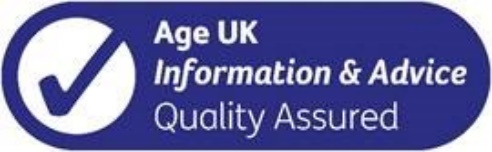 Age UK
Information & Advice
Quality Assured